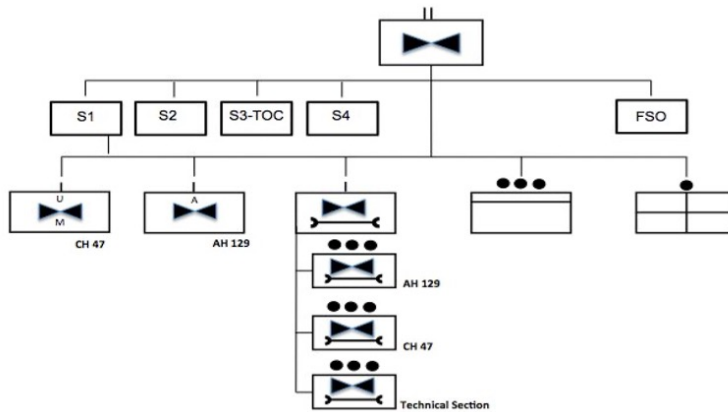 S1
S2
S3-TOC
S4
FSO
U
M
CH 47
A
AH 129
AH 129
CH 47
Technical Section